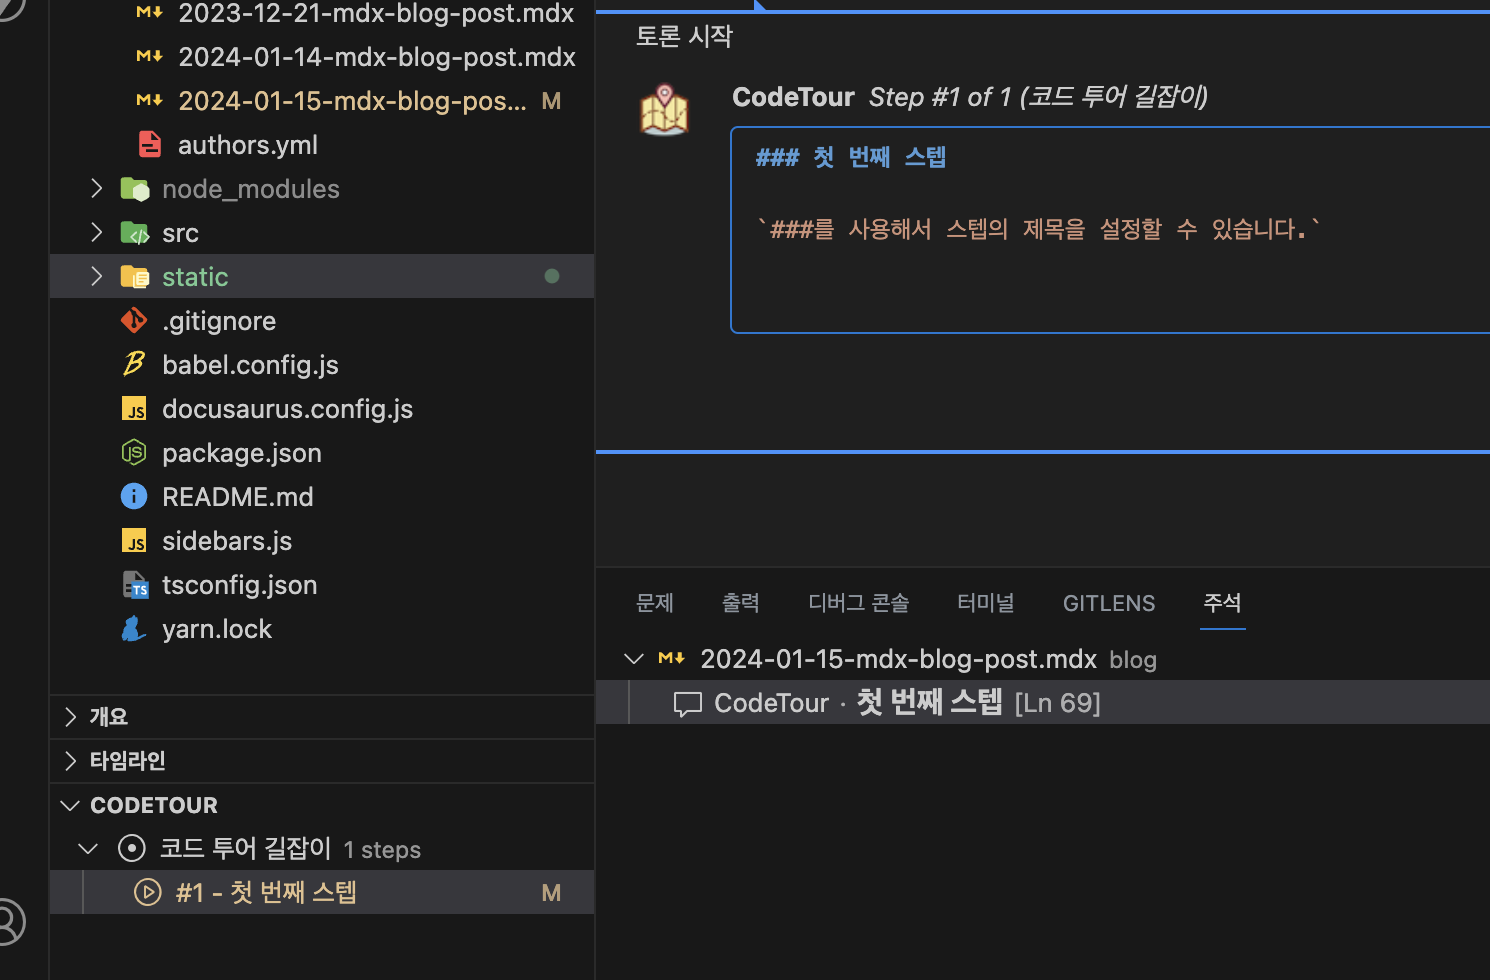 2023-12-21-mdx-blog-post.mdx
2024-01-14-mdx-blog-post.mdx
2024-01-15-mdx-blog-pos... M
authors.yml
node_modules
src
static
.gitignore
babel.config.js
JS docusaurus.config.js
JS package.json
README.md
JS sidebars.js
TS tsconfig.json
yarn.lock
개요
타임라인
CODETOUR
코드 투어 길잡이 1 steps
#1 - 첫 번째 스텝 M
토론 시작
CodeTour Step #1 of 1 (코드 투어 길잡이)
### 첫 번째 스텝
`###를 사용해서 스텝의 제목을 설정할 수 있습니다.`
문제 출력 디버그 콘솔 터미널 GITLENS 주석
2024-01-15-mdx-blog-post.mdx blog
CodeTour · 첫 번째 스텝 [Ln 69]